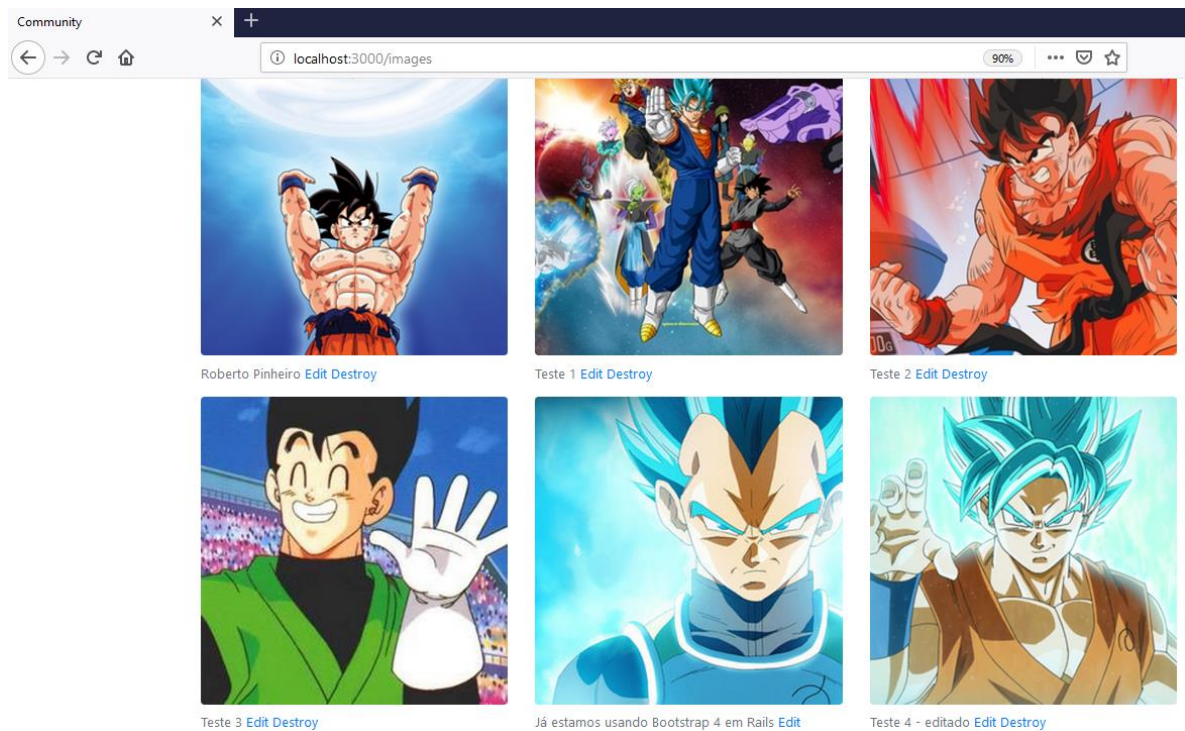 Community
localhost:3000/images
90%
Roberto Pinheiro Edit Destroy
Teste 1 Edit Destroy
Teste 2 Edit Destroy
Teste 3 Edit Destroy
Já estamos usando Bootstrap 4 em Rails Edit
Teste 4 - editado Edit Destroy